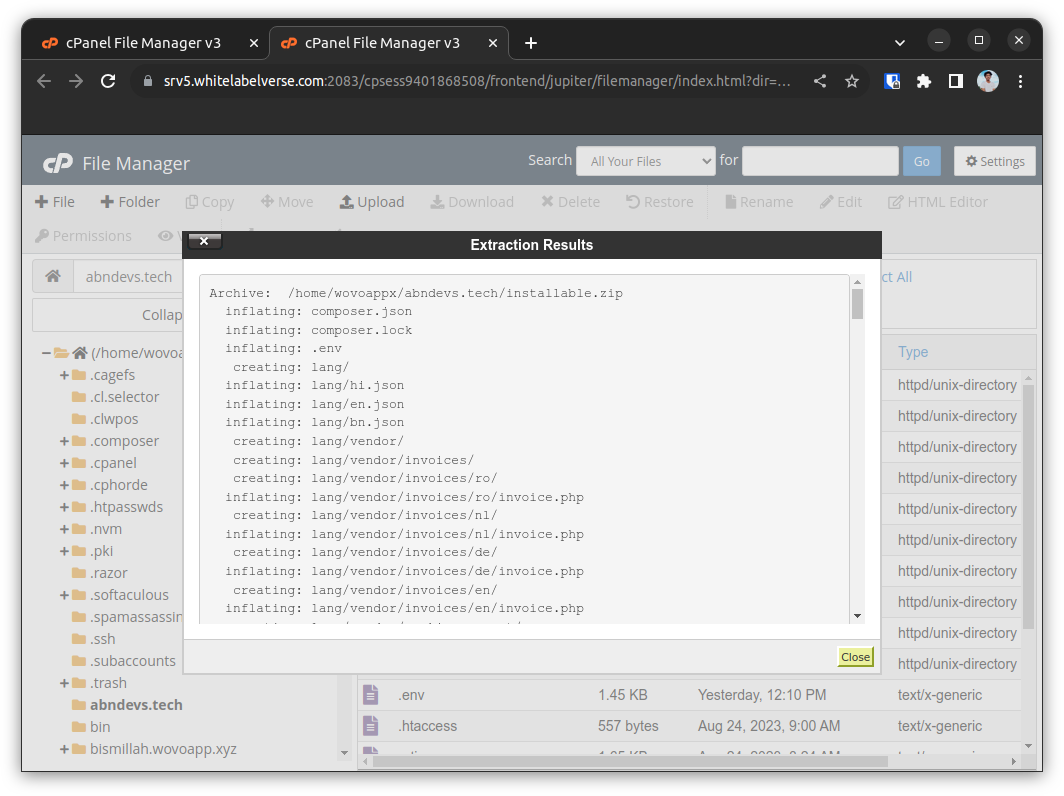 cPanel File Manager v3
cPanel File Manager v3
srv5.whitelabelverse.com:2083/cpsess9401868508/frontend/jupiter/filemanager/index.html?dir=...
cP File Manager
Search All Your Files for Go Settings
File Folder Copy Move Upload Download Delete Restore Rename Edit HTML Editor
Permissions
Extraction Results
abndevs.tech
ct All
Collap
Archive: /home/wovoappx/abndevs.tech/installable.zip
inflating: composer.json
inflating: composer.lock
inflating: .env
creating: lang/
inflating: lang/hi.json
inflating: lang/en.json
inflating: lang/bn.json
creating: lang/vendor/
creating: lang/vendor/invoices/
creating: lang/vendor/invoices/ro/
inflating: lang/vendor/invoices/ro/invoice.php
creating: lang/vendor/invoices/nl/
inflating: lang/vendor/invoices/nl/invoice.php
creating: lang/vendor/invoices/de/
inflating: lang/vendor/invoices/de/invoice.php
creating: lang/vendor/invoices/en/
inflating: lang/vendor/invoices/en/invoice.php
Close
(/home/wovoa
.cagefs
.cl.selector
.clwpos
.composer
.cpanel
.cphorde
.htpasswds
.nvm
.pki
.razor
.softaculous
.spamassassin
.ssh
.subaccounts
.trash
abndevs.tech
bin
bismillah.wovoapp.xyz
Type
httpd/unix-directory
httpd/unix-directory
httpd/unix-directory
httpd/unix-directory
httpd/unix-directory
httpd/unix-directory
httpd/unix-directory
httpd/unix-directory
httpd/unix-directory
httpd/unix-directory
.env 1.45 KB Yesterday, 12:10 PM text/x-generic
.htaccess 557 bytes Aug 24, 2023, 9:00 AM text/x-generic